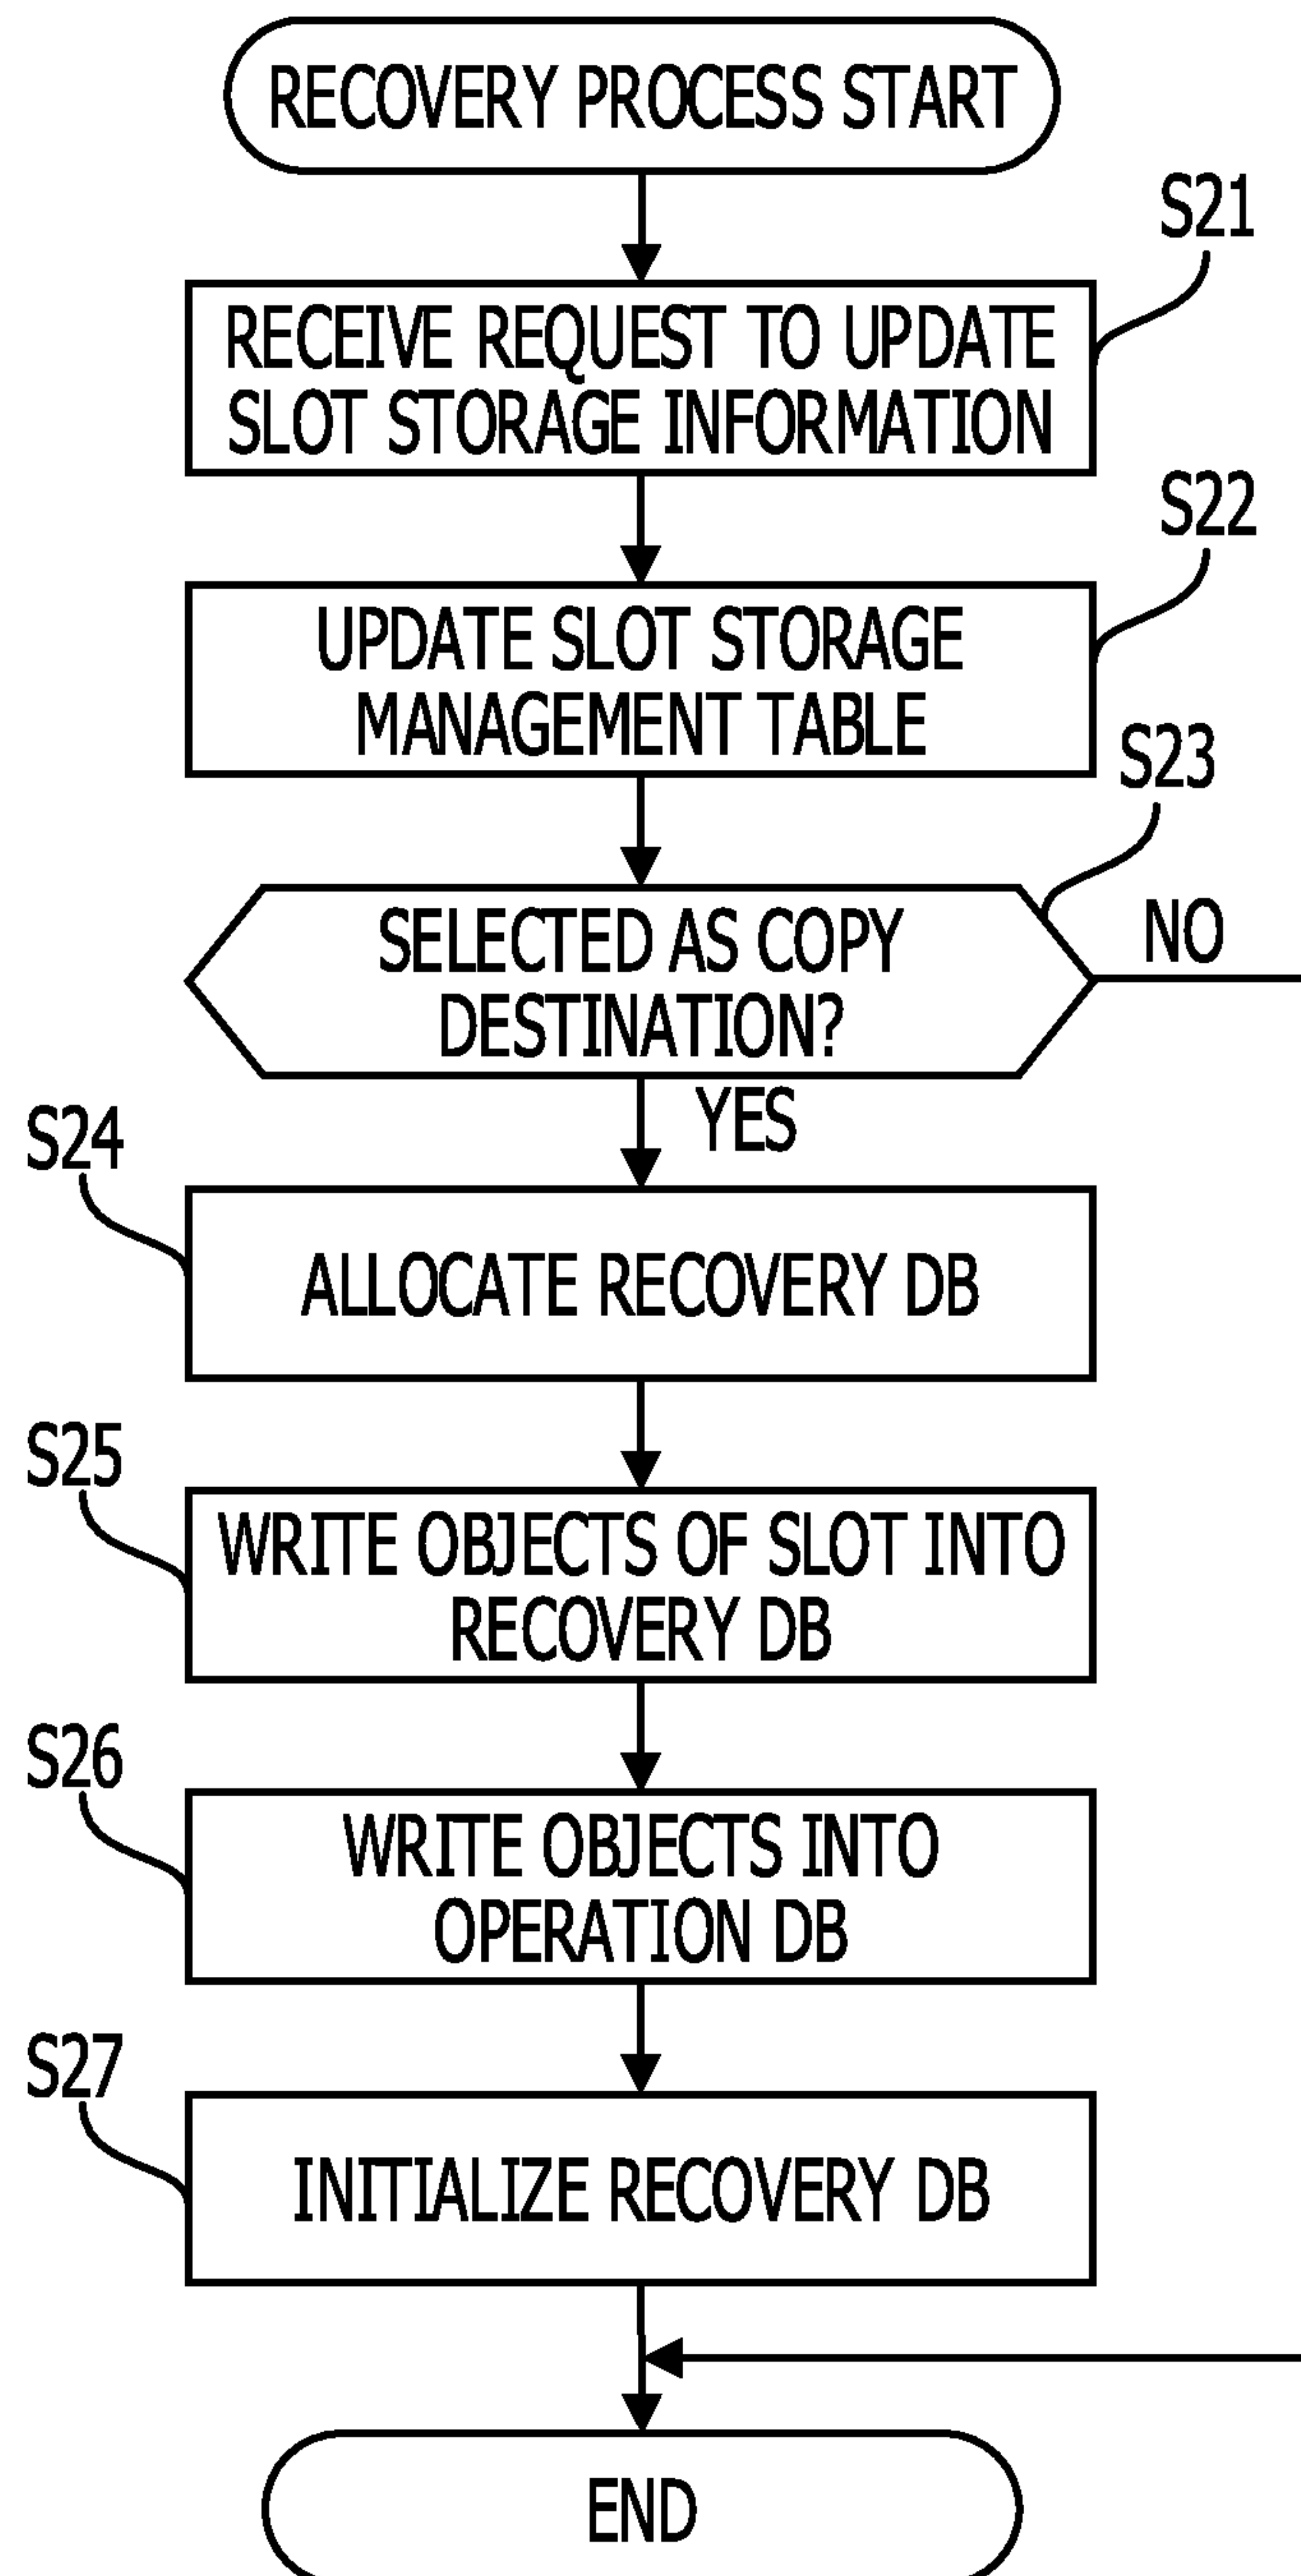 RECOVERY PROCESS START
S21
RECEIVE REQUEST TO UPDATE
SLOT STORAGE INFORMATION
S22
UPDATE SLOT STORAGE
MANAGEMENT TABLE
S23
SELECTED AS COPY
DESTINATION?
NO
YES
S24
ALLOCATE RECOVERY DB
S25
WRITE OBJECTS OF SLOT INTO
RECOVERY DB
S26
WRITE OBJECTS INTO
OPERATION DB
S27
INITIALIZE RECOVERY DB
END